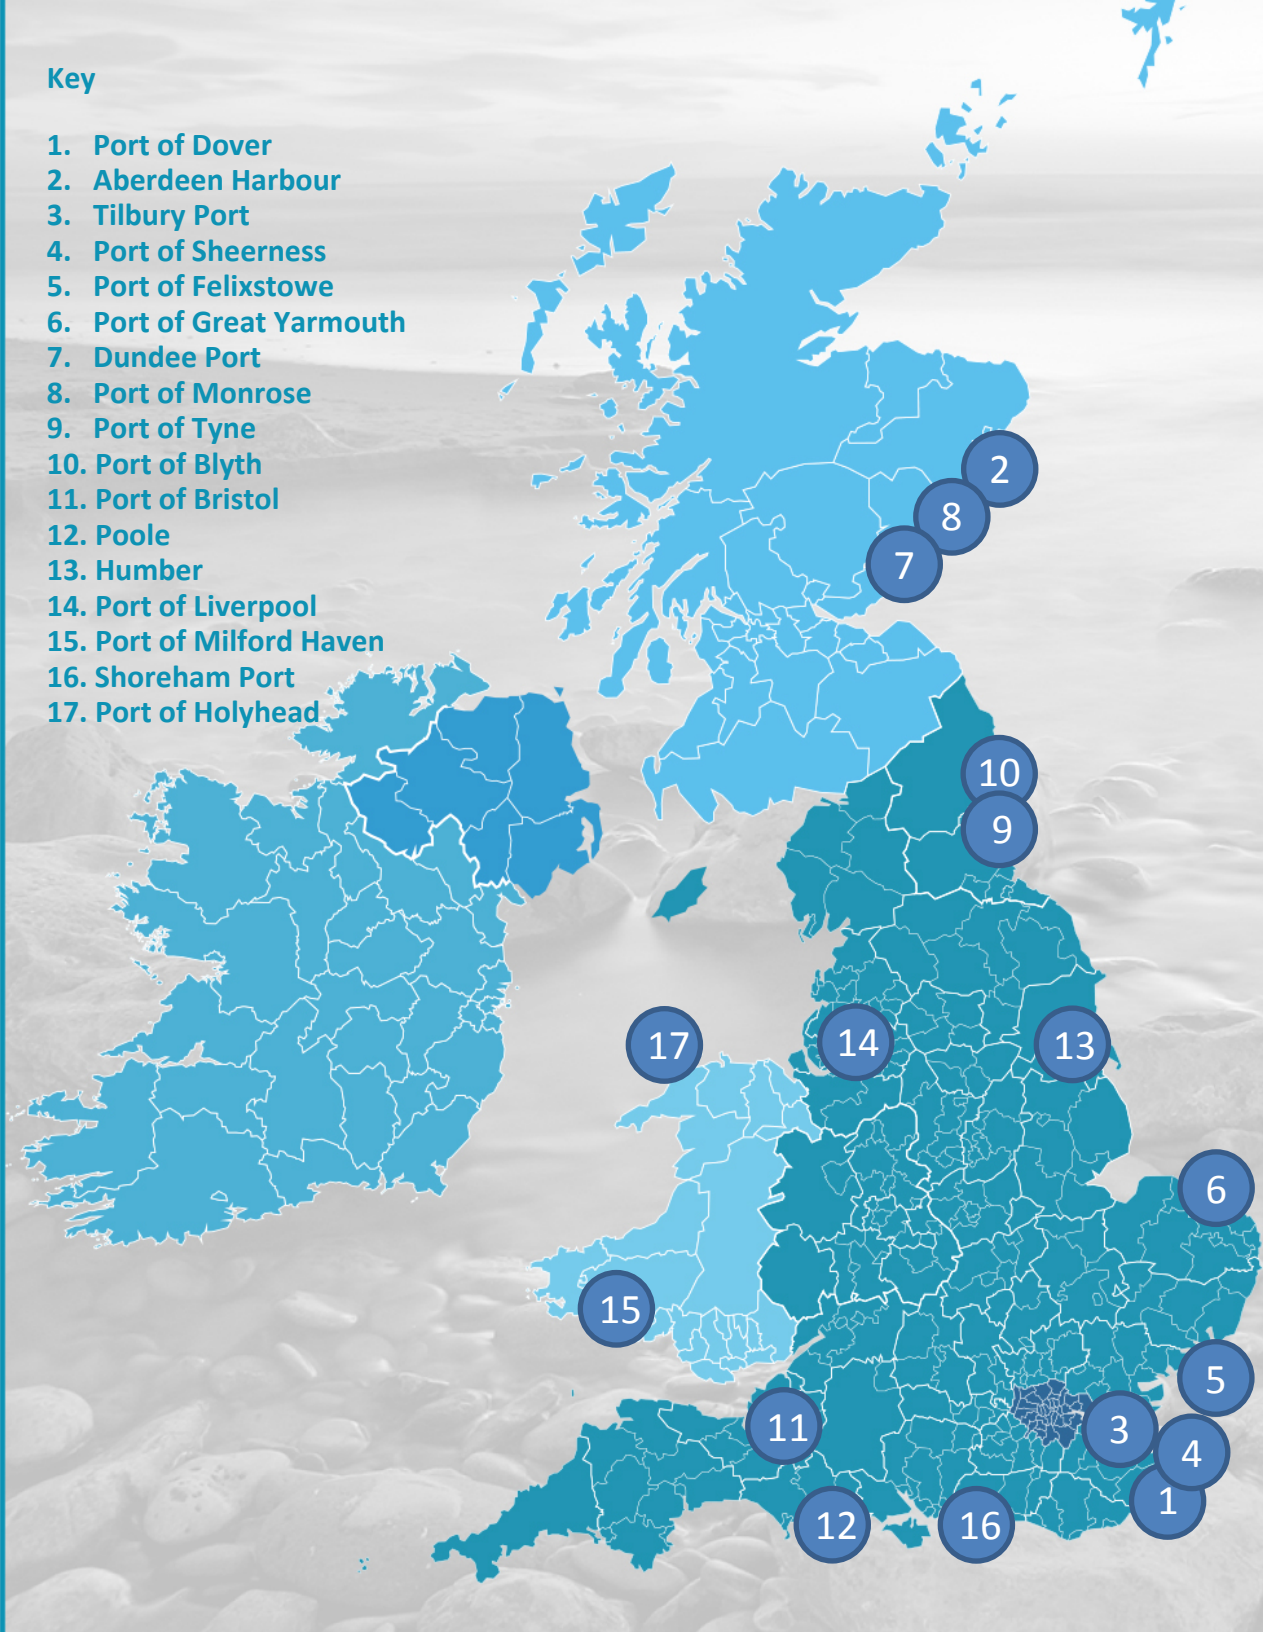 Key
1. Port of Dover
2. Aberdeen Harbour
3. Tilbury Port
4. Port of Sheerness
5. Port of Felixstowe
6. Port of Great Yarmouth
7. Dundee Port
8. Port of Monrose
9. Port of Tyne
10. Port of Blyth
11. Port of Bristol
12. Poole
13. Humber
14. Port of Liverpool
15. Port of Milford Haven
16. Shoreham Port
17. Port of Holyhead
2
8
7
10
9
17
14
13
6
15
5
11
3
4
1
12
16